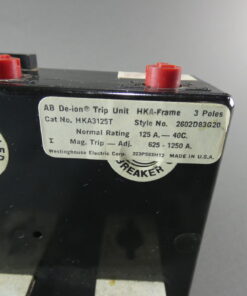 AB De-ion® Trip Unit HKA-Frame 3 Poles
Cat No. HKA3125T Style No. 2602D83G20
Normal Rating 125 A.—40C.
I Mag. Trip—Adj. 625-1250 A.
Westinghouse Electric Corp. MADE IN U.S.A.
BREAKER